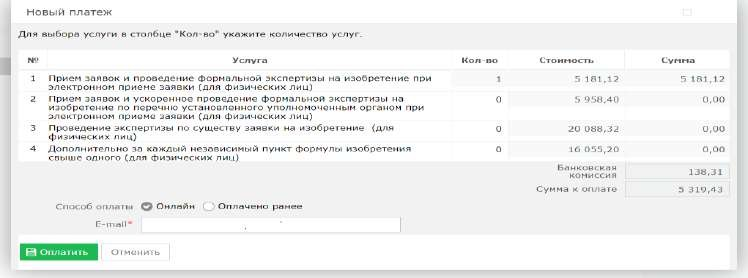 Новый платеж
Для выбора услуги в столбце "Кол-во" укажите количество услуг.
№ Услуга Кол-во Стоимость Сумма
1 Прием заявок и проведение формальной экспертизы на изобретение при 1 5 181,12 5 181,12
электронном приеме заявки (для физических лиц)
2 Прием заявок и ускоренное проведение формальной экспертизы на 0 5 958,40 0,00
изобретение по перечню установленного уполномоченным органом при
электронном приеме заявки (для физических лиц)
3 Проведение экспертизы по существу заявки на изобретение (для 0 20 088,32 0,00
физических лиц)
4 Дополнительно за каждый независимый пункт формулы изобретения 0 16 055,20 0,00
свыше одного (для физических лиц)
Банковская
комиссия 138,31
Сумма к оплате 5 319,43
Способ оплаты Онлайн Оплачено ранее
E-mail*
Оплатить Отменить